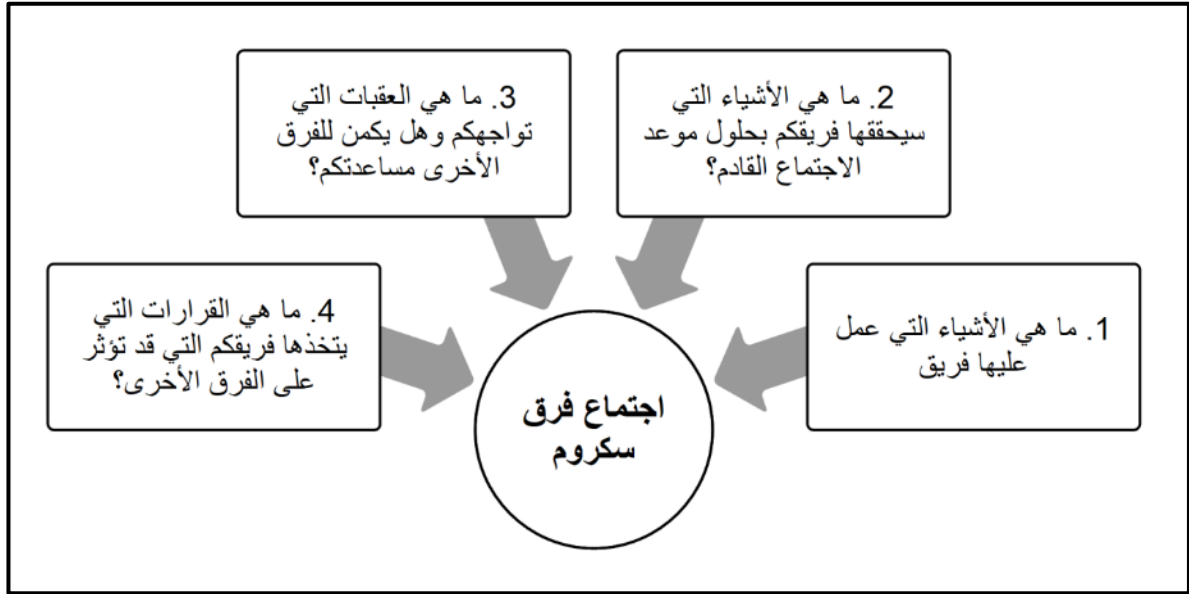 1. ما هي الأشياء التي عمل
عليها فريق
2. ما هي الأشياء التي
سيحققها فريقكم بحلول موعد
الاجتماع القادم؟
3. ما هي العقبات التي
تواجهكم وهل يكمن للفرق
الأخرى مساعدتكم؟
4. ما هي القرارات التي
يتخذها فريقكم التي قد تؤثر
على الفرق الأخرى؟
اجتماع فرق
سكروم